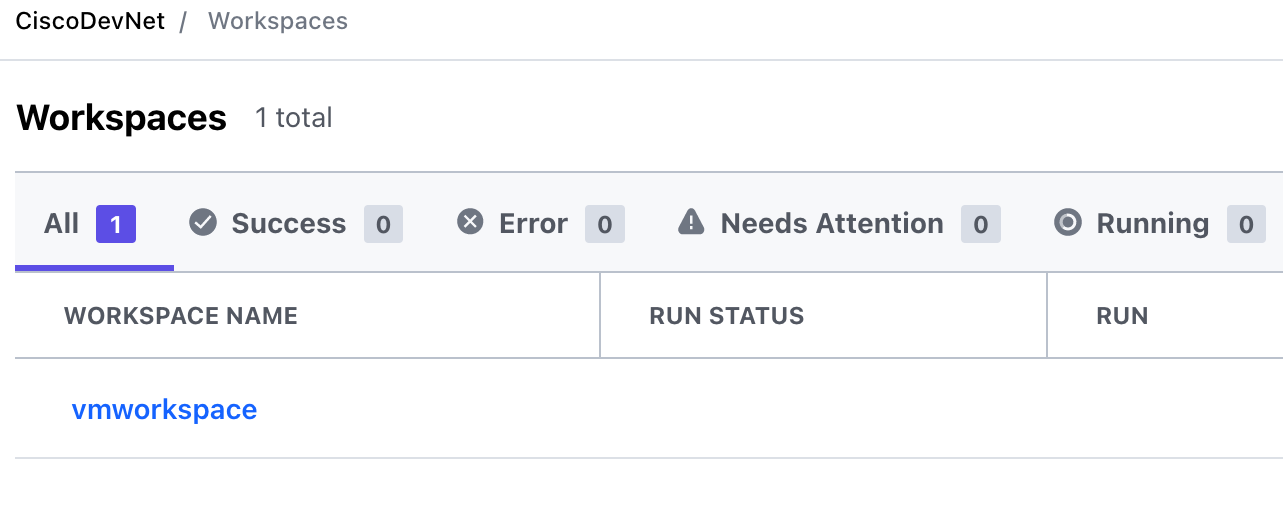 CiscoDevNet / Workspaces
Workspaces 1 total
All 1 Success 0 Error 0 Needs Attention 0 Running 0
WORKSPACE NAME RUN STATUS RUN
vmworkspace